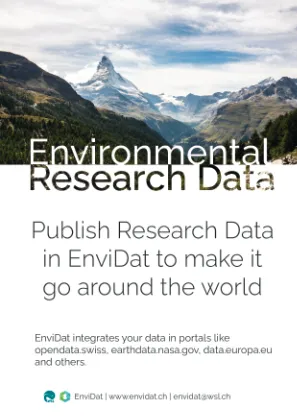 Environmental
Research Data
Publish Research Data
in EnviDat to make it
go around the world
EnviDat integrates your data in portals like
opendata.swiss, earthdata.nasa.gov, data.europa.eu
and others.
EnviDat | www.envidat.ch | envidat@wsl.ch